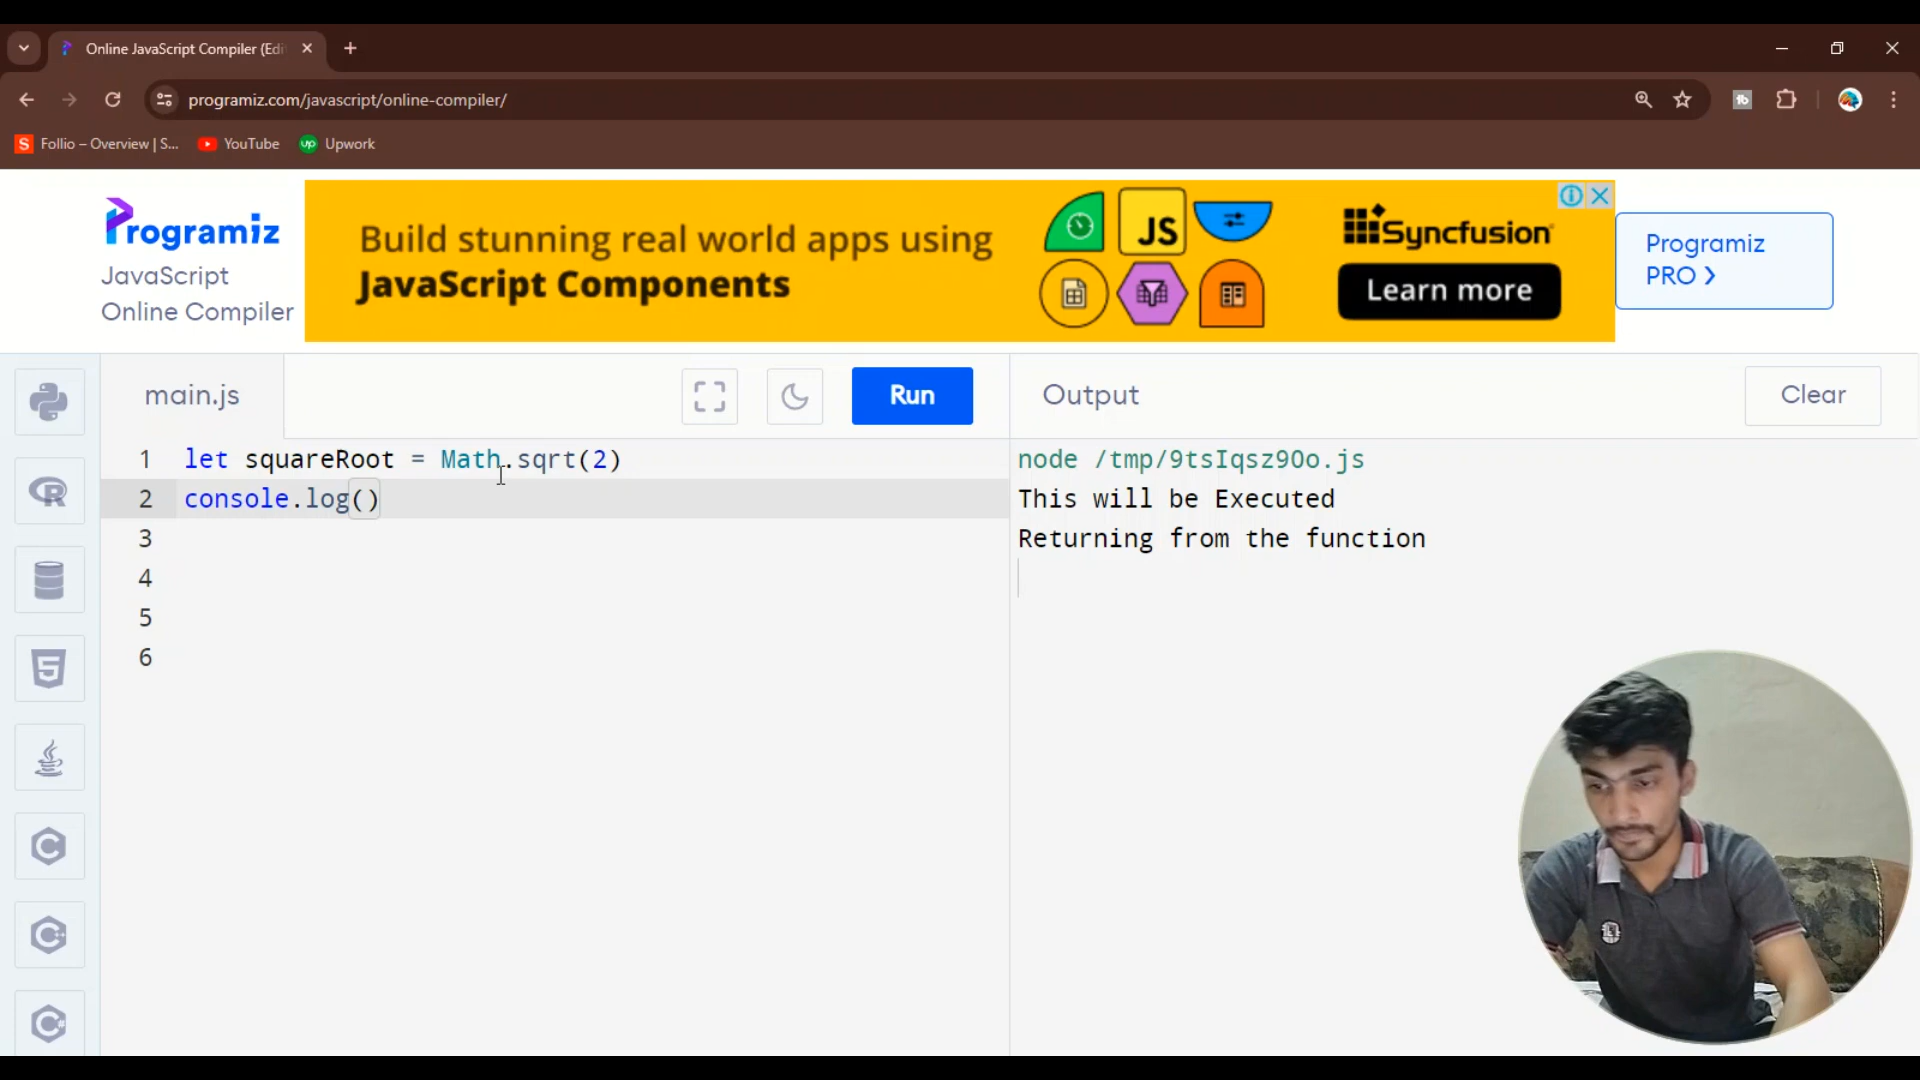 Online JavaScript Compiler (Edi
programiz.com/javascript/online-compiler/
Follio – Overview | S...
YouTube
Upwork
Programiz
JavaScript
Online Compiler
Build stunning real world apps using
JavaScript Components
JS
Syncfusion
Learn more
Programiz
PRO ❯
main.js
Run
Output
Clear
1 let squareRoot = Math.sqrt(2)
2 console.log()
3
4
5
6
node /tmp/9tsIqsz9Oo.js
This will be Executed
Returning from the function